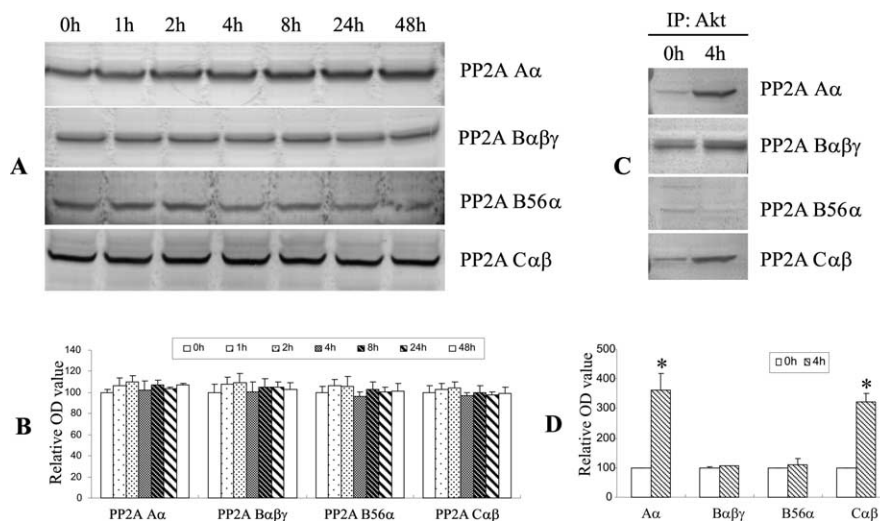 0h 1h 2h 4h 8h 24h 48h
PP2A Aα
PP2A Bαβγ
A
PP2A B56α
PP2A Cαβ
IP: Akt
0h 4h
PP2A Aα
PP2A Bαβγ
C
PP2A B56α
PP2A Cαβ
B
Relative OD value
140
120
100
80
60
40
20
0
0h 1h 2h 4h 8h 24h 48h
PP2A Aα PP2A Bαβγ PP2A B56α PP2A Cαβ
D
Relative OD value
500
400
300
200
100
0
0h 4h
* *
Aα Bαβγ B56α Cαβ